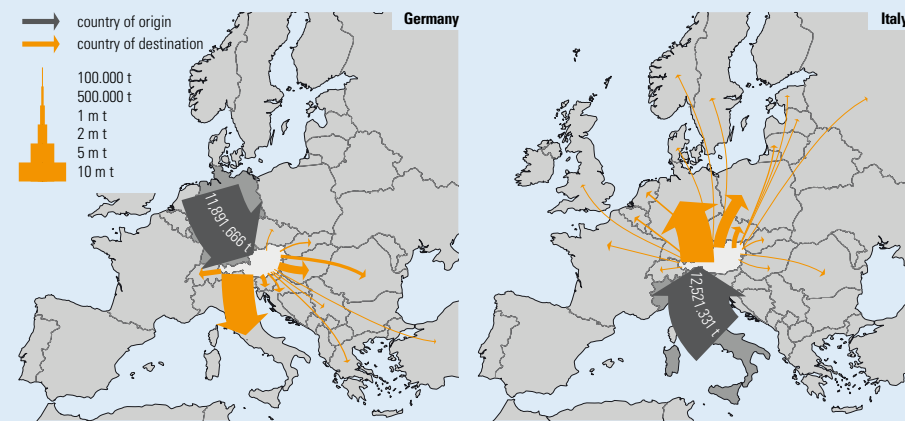 country of origin
country of destination
100.000 t
500.000 t
1 m t
2 m t
5 m t
10 m t
Germany
11.891.666 t
Italy
12.521.331 t